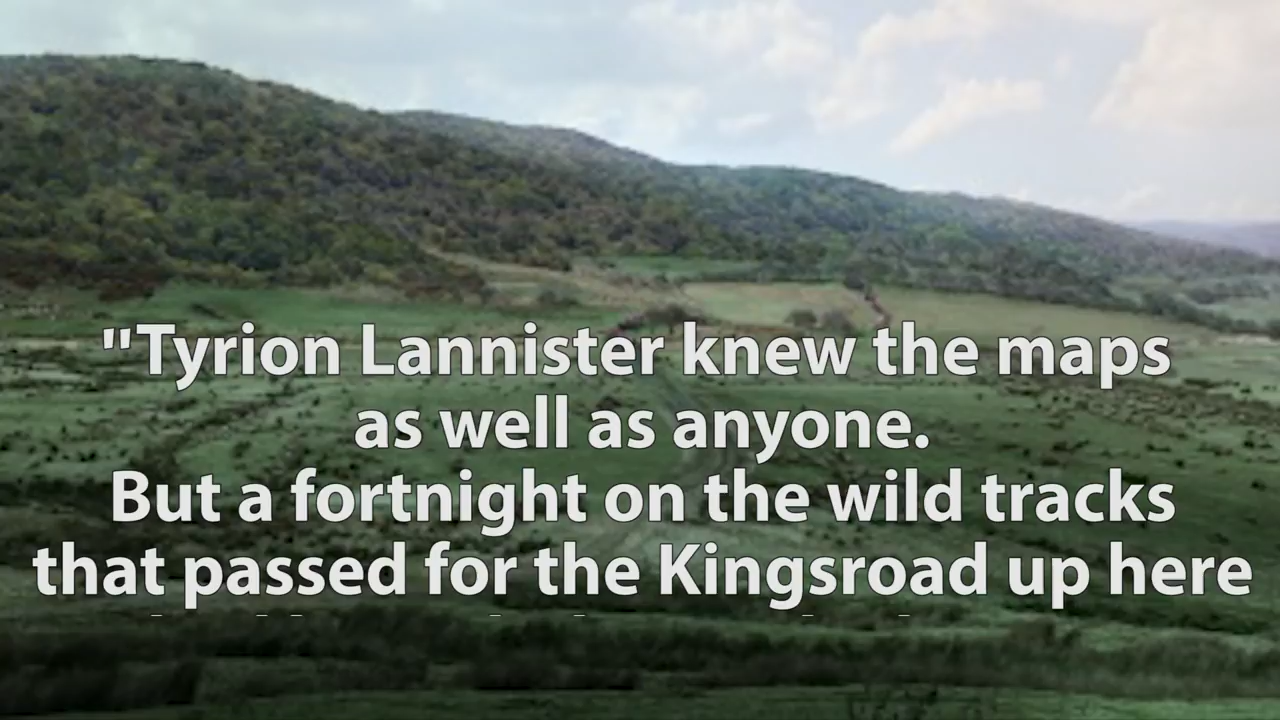 "Tyrion Lannister knew the maps
as well as anyone.
But a fortnight on the wild tracks
that passed for the Kingsroad up here